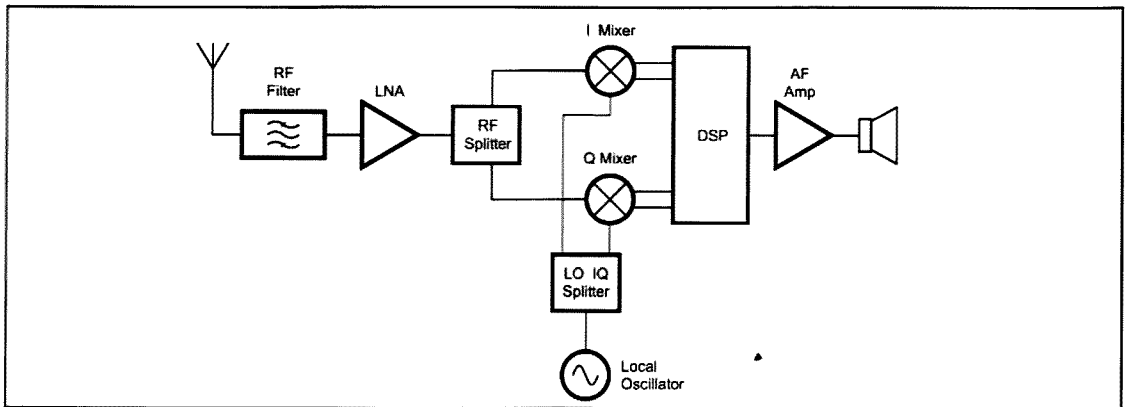 I Mixer
RF
Filter
LNA
AF
Amp
RF
Splitter
DSP
Q Mixer
LO IQ
Splitter
Local
Oscillator